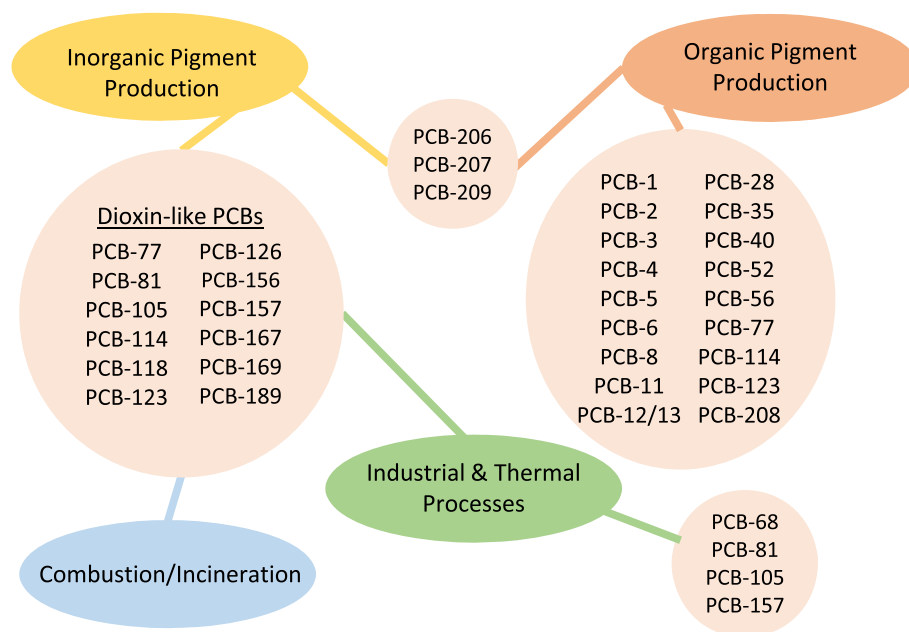 Inorganic Pigment
Production
Organic Pigment
Production
PCB-206
PCB-207
PCB-209
Dioxin-like PCBs
PCB-77 PCB-126
PCB-81 PCB-156
PCB-105 PCB-157
PCB-114 PCB-167
PCB-118 PCB-169
PCB-123 PCB-189
PCB-1 PCB-28
PCB-2 PCB-35
PCB-3 PCB-40
PCB-4 PCB-52
PCB-5 PCB-56
PCB-6 PCB-77
PCB-8 PCB-114
PCB-11 PCB-123
PCB-12/13 PCB-208
Industrial & Thermal
Processes
Combustion/Incineration
PCB-68
PCB-81
PCB-105
PCB-157